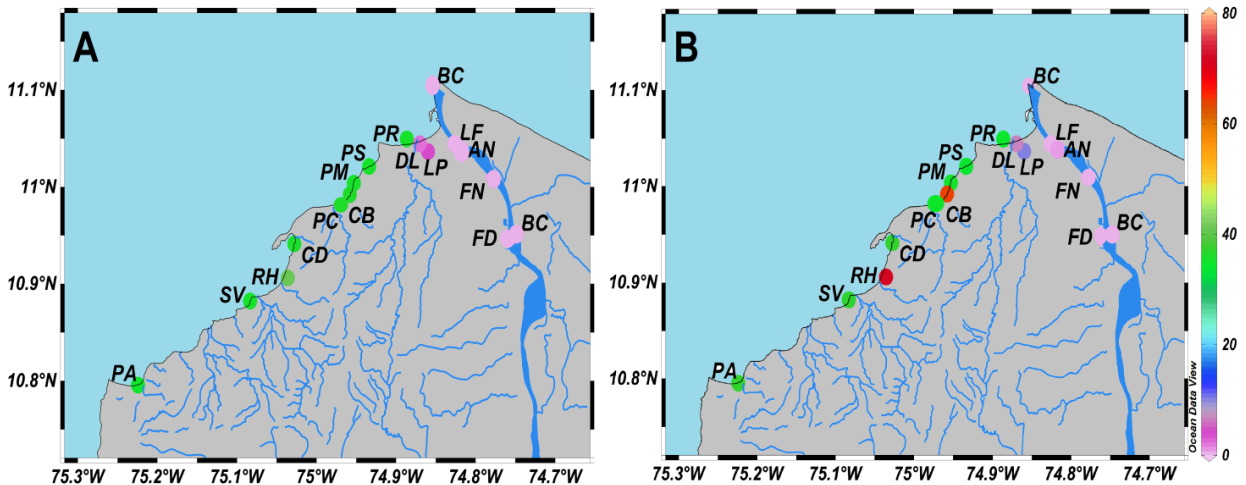 A
BC
LF
PR
AN
DL
LP
PS
PM
FN
PC
CB
BC
FD
CD
RH
SV
PA
11.1°N
11°N
10.9°N
10.8°N
75.3°W
75.2°W
75.1°W
75°W
74.9°W
74.8°W
74.7°W
B
BC
LF
PR
AN
DL
LP
PS
PM
FN
PC
CB
BC
FD
CD
RH
SV
PA
11.1°N
11°N
10.9°N
10.8°N
75.3°W
75.2°W
75.1°W
75°W
74.9°W
74.8°W
74.7°W
80
60
40
20
0
Ocean Data View